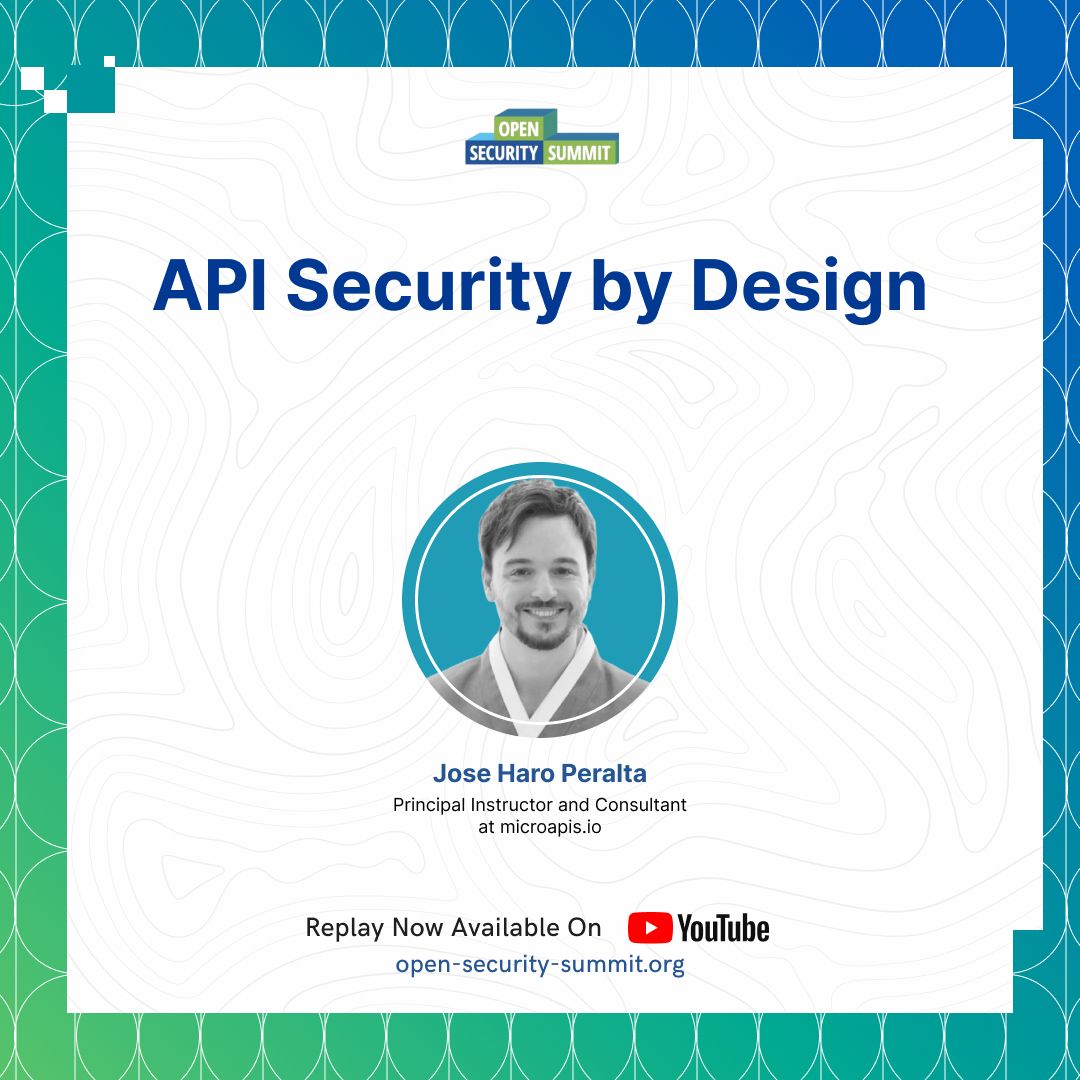 OPEN
SECURITY SUMMIT
API Security by Design
Jose Haro Peralta
Principal Instructor and Consultant
at microapis.io
Replay Now Available On YouTube
open-security-summit.org